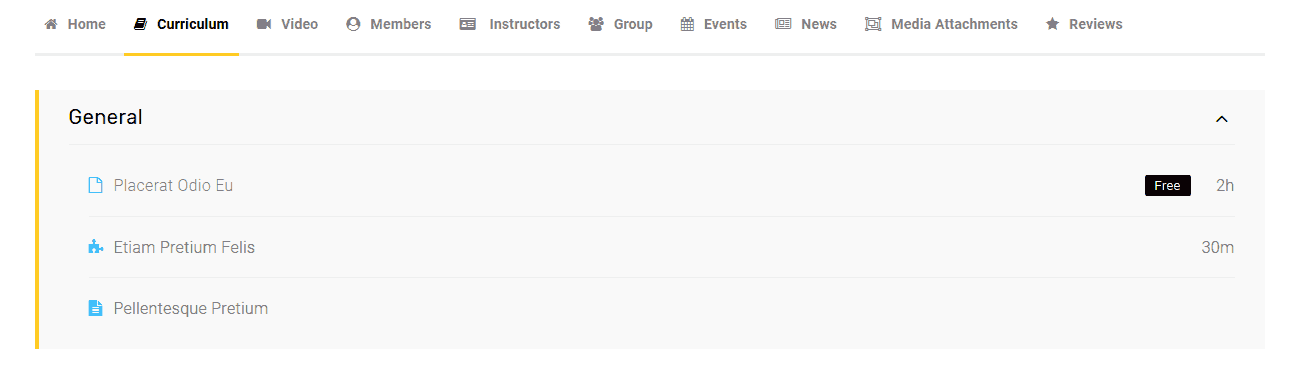 Home Curriculum Video Members Instructors Group Events News Media Attachments Reviews
General
Placerat Odio Eu Free 2h
Etiam Pretium Felis 30m
Pellentesque Pretium